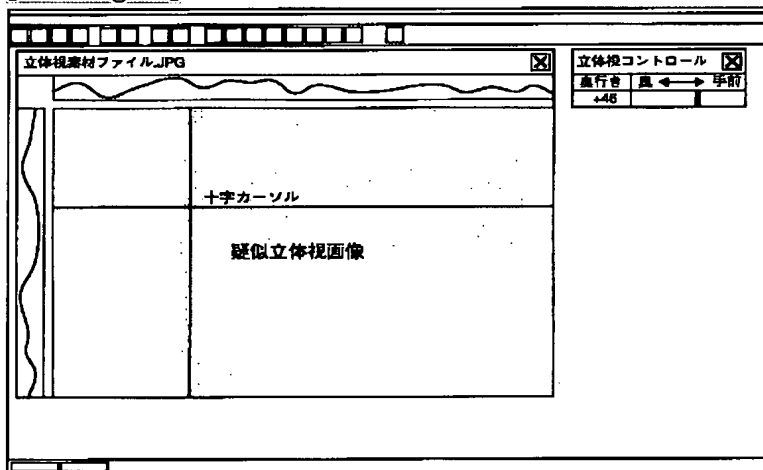 立体視素材ファイル.JPG
立体視コントロール
奥行き 奥 手前
+46
十字カーソル
疑似立体視画像